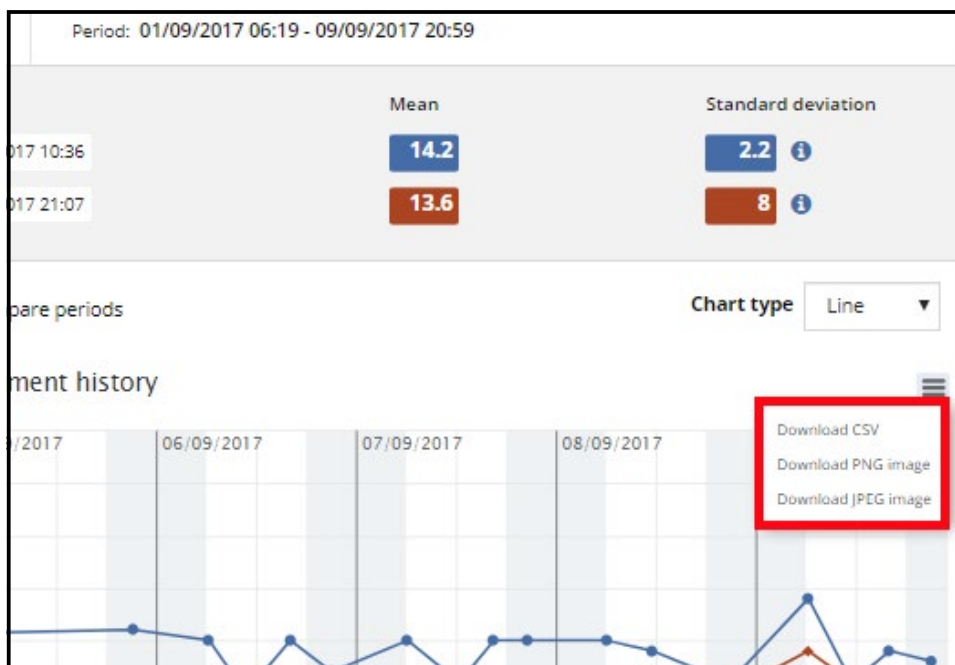 Period: 01/09/2017 06:19 - 09/09/2017 20:59
Mean Standard deviation
017 10:36 14.2 2.2
017 21:07 13.6 8
pare periods
Chart type Line
ment history
9/2017 06/09/2017 07/09/2017 08/09/2017
Download CSV
Download PNG image
Download JPEG image